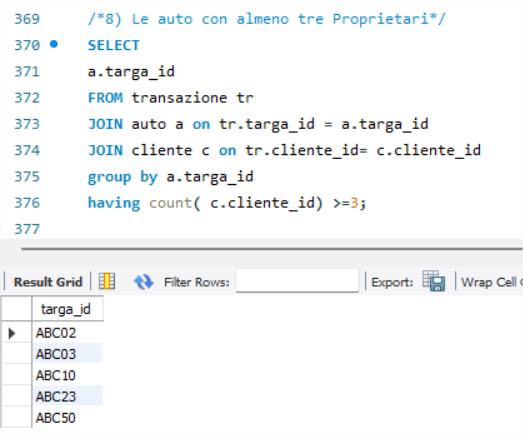 369 /*8) Le auto con almeno tre Proprietari*/
370 SELECT
371 a.targa_id
372 FROM transazione tr
373 JOIN auto a on tr.targa_id = a.targa_id
374 JOIN cliente c on tr.cliente_id= c.cliente_id
375 group by a.targa_id
376 having count( c.cliente_id) >=3;
377
Result Grid Filter Rows: Export: Wrap Cell
targa_id
ABC02
ABC03
ABC10
ABC23
ABC50